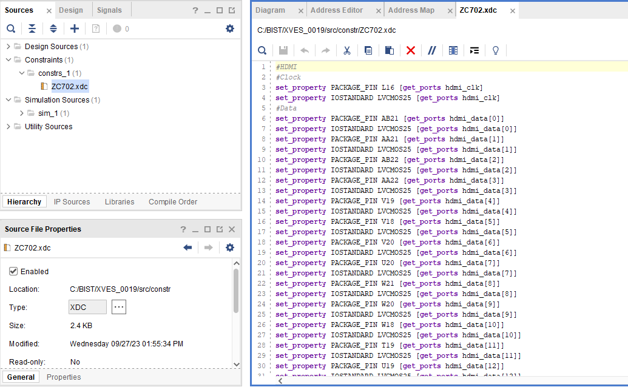 Sources
Design
Signals
0
Design Sources (1)
Constraints (1)
constrs_1 (1)
ZC702.xdc
Simulation Sources (1)
sim_1 (1)
Utility Sources
Hierarchy
IP Sources
Libraries
Compile Order
Source File Properties
ZC702.xdc
Enabled
Location: C:/BIST/XVES_0019/src/constr
Type: XDC
Size: 2.4 KB
Modified: Wednesday 09/27/23 01:55:34 PM
Read-only: No
General
Properties
Diagram
Address Editor
Address Map
ZC702.xdc
C:/BIST/XVES_0019/src/constr/ZC702.xdc
1 #HDMI
2 #Clock
3 set_property PACKAGE_PIN L16 [get_ports hdmi_clk]
4 set_property IOSTANDARD LVCMOS25 [get_ports hdmi_clk]
5 #Data
6 set_property PACKAGE_PIN AB21 [get_ports hdmi_data[0]]
7 set_property IOSTANDARD LVCMOS25 [get_ports hdmi_data[0]]
8 set_property PACKAGE_PIN AA21 [get_ports hdmi_data[1]]
9 set_property IOSTANDARD LVCMOS25 [get_ports hdmi_data[1]]
10 set_property PACKAGE_PIN AB22 [get_ports hdmi_data[2]]
11 set_property IOSTANDARD LVCMOS25 [get_ports hdmi_data[2]]
12 set_property PACKAGE_PIN AA22 [get_ports hdmi_data[3]]
13 set_property IOSTANDARD LVCMOS25 [get_ports hdmi_data[3]]
14 set_property PACKAGE_PIN V19 [get_ports hdmi_data[4]]
15 set_property IOSTANDARD LVCMOS25 [get_ports hdmi_data[4]]
16 set_property PACKAGE_PIN V18 [get_ports hdmi_data[5]]
17 set_property IOSTANDARD LVCMOS25 [get_ports hdmi_data[5]]
18 set_property PACKAGE_PIN V20 [get_ports hdmi_data[6]]
19 set_property IOSTANDARD LVCMOS25 [get_ports hdmi_data[6]]
20 set_property PACKAGE_PIN U20 [get_ports hdmi_data[7]]
21 set_property IOSTANDARD LVCMOS25 [get_ports hdmi_data[7]]
22 set_property PACKAGE_PIN W21 [get_ports hdmi_data[8]]
23 set_property IOSTANDARD LVCMOS25 [get_ports hdmi_data[8]]
24 set_property PACKAGE_PIN W20 [get_ports hdmi_data[9]]
25 set_property IOSTANDARD LVCMOS25 [get_ports hdmi_data[9]]
26 set_property PACKAGE_PIN W18 [get_ports hdmi_data[10]]
27 set_property IOSTANDARD LVCMOS25 [get_ports hdmi_data[10]]
28 set_property PACKAGE_PIN T19 [get_ports hdmi_data[11]]
29 set_property IOSTANDARD LVCMOS25 [get_ports hdmi_data[11]]
30 set_property PACKAGE_PIN U19 [get_ports hdmi_data[12]]